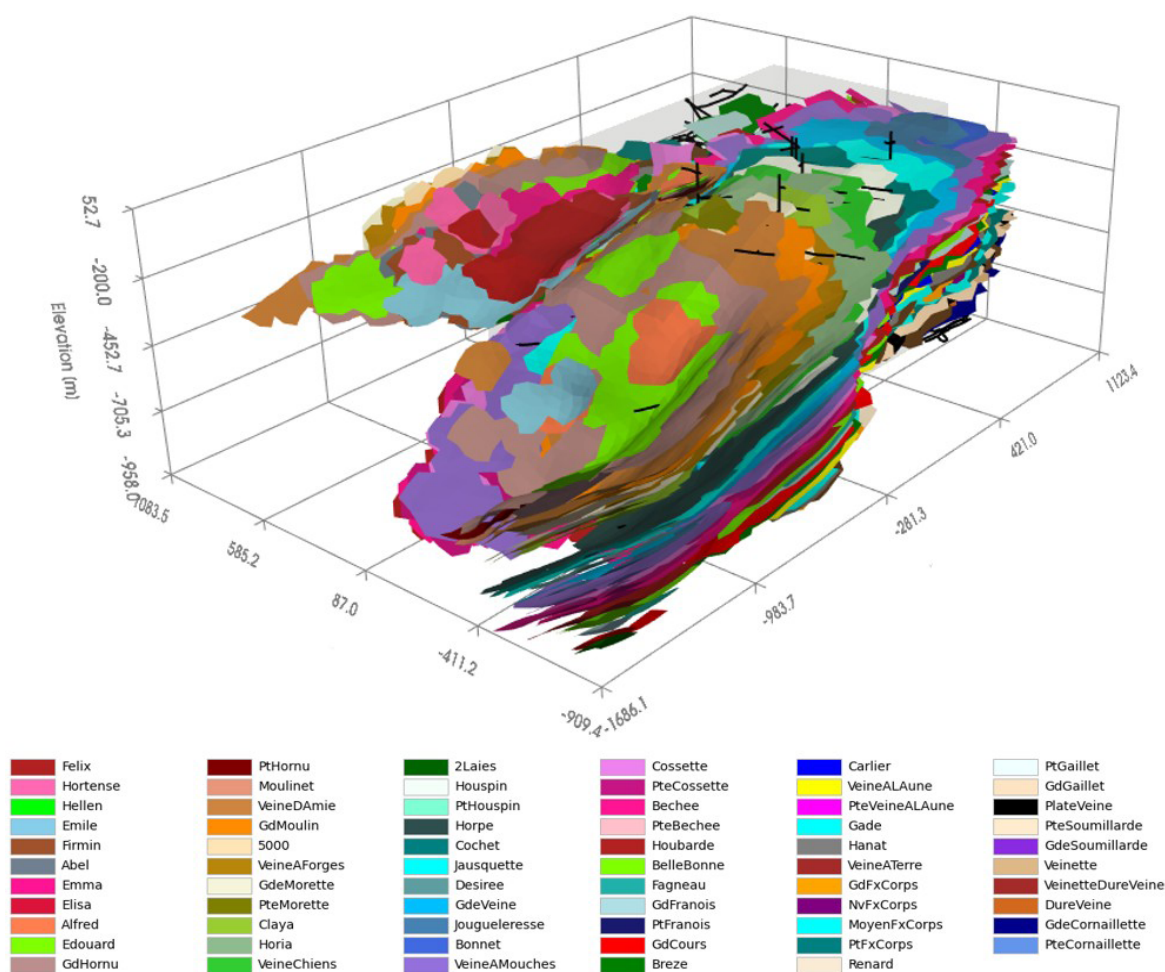 52.7
-200.0
-452.7
-705.3
Elevation (m)
585.2
87.0
-411.2
-909.4
-1686.1
-983.7
-281.3
421.0
1123.4
Felix
Hortense
Hellen
Emile
Firmin
Abel
Emma
Elisa
Alfred
Edouard
GdHornu
PtHornu
Moulinet
VeineDAmie
GdMoulin
5000
VeineAForges
GdeMorette
PteMorette
Claya
Horia
VeineChiens
2Laies
Houspin
PtHouspin
Horpe
Cochet
Jausquette
Desiree
GdeVeine
Jougueleresse
Bonnet
VeineAMouches
Cossette
PteCossette
Bechee
PteBechee
Houbarde
BelleBonne
Fagneau
GdFranois
PtFranois
GdCours
Breze
Carlier
VeineALAune
PteVeineALAune
Gade
Hanat
VeineATerre
GdFxCorps
NvFxCorps
MoyenFxCorps
PtFxCorps
Renard
PtGaillet
GdGaillet
PlateVeine
PteSoumillarde
GdeSoumillarde
Veinette
VeinetteDureVeine
DureVeine
GdeCornaillette
PteCornaillette